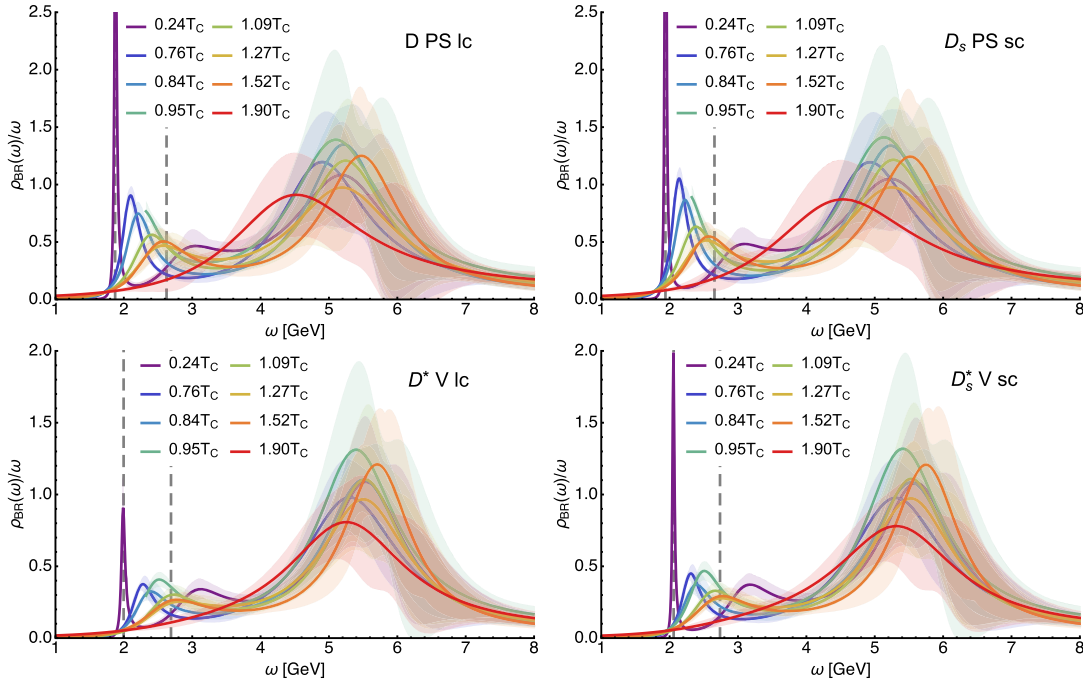 D PS lc
0.24T_C 1.09T_C
0.76T_C 1.27T_C
0.84T_C 1.52T_C
0.95T_C 1.90T_C
ρ_BR(ω)/ω
2.5
2.0
1.5
1.0
0.5
0.0
1 2 3 4 5 6 7 8
ω [GeV]
D_s PS sc
0.24T_C 1.09T_C
0.76T_C 1.27T_C
0.84T_C 1.52T_C
0.95T_C 1.90T_C
ρ_BR(ω)/ω
2.5
2.0
1.5
1.0
0.5
0.0
1 2 3 4 5 6 7 8
ω [GeV]
D* V lc
0.24T_C 1.09T_C
0.76T_C 1.27T_C
0.84T_C 1.52T_C
0.95T_C 1.90T_C
ρ_BR(ω)/ω
2.0
1.5
1.0
0.5
0.0
1 2 3 4 5 6 7 8
ω [GeV]
D_s* V sc
0.24T_C 1.09T_C
0.76T_C 1.27T_C
0.84T_C 1.52T_C
0.95T_C 1.90T_C
ρ_BR(ω)/ω
2.0
1.5
1.0
0.5
0.0
1 2 3 4 5 6 7 8
ω [GeV]